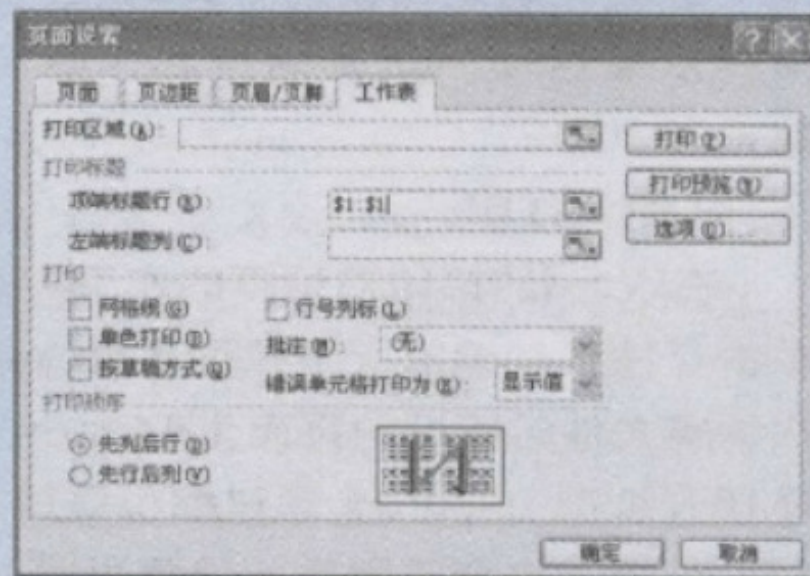 页面设置
页面 页边距 页眉/页脚 工作表
打印区域(A):
打印(P)...
打印标题
打印预览(W)
顶端标题行(R): $1:$1
选项(O)...
左端标题列(C):
打印
网格线(G) 行号列标(L)
单色打印(B) 批注(M): (无)
按草稿方式(Q) 错误单元格打印为(E): 显示值
打印顺序
先列后行(D)
先行后列(V)
确定 取消